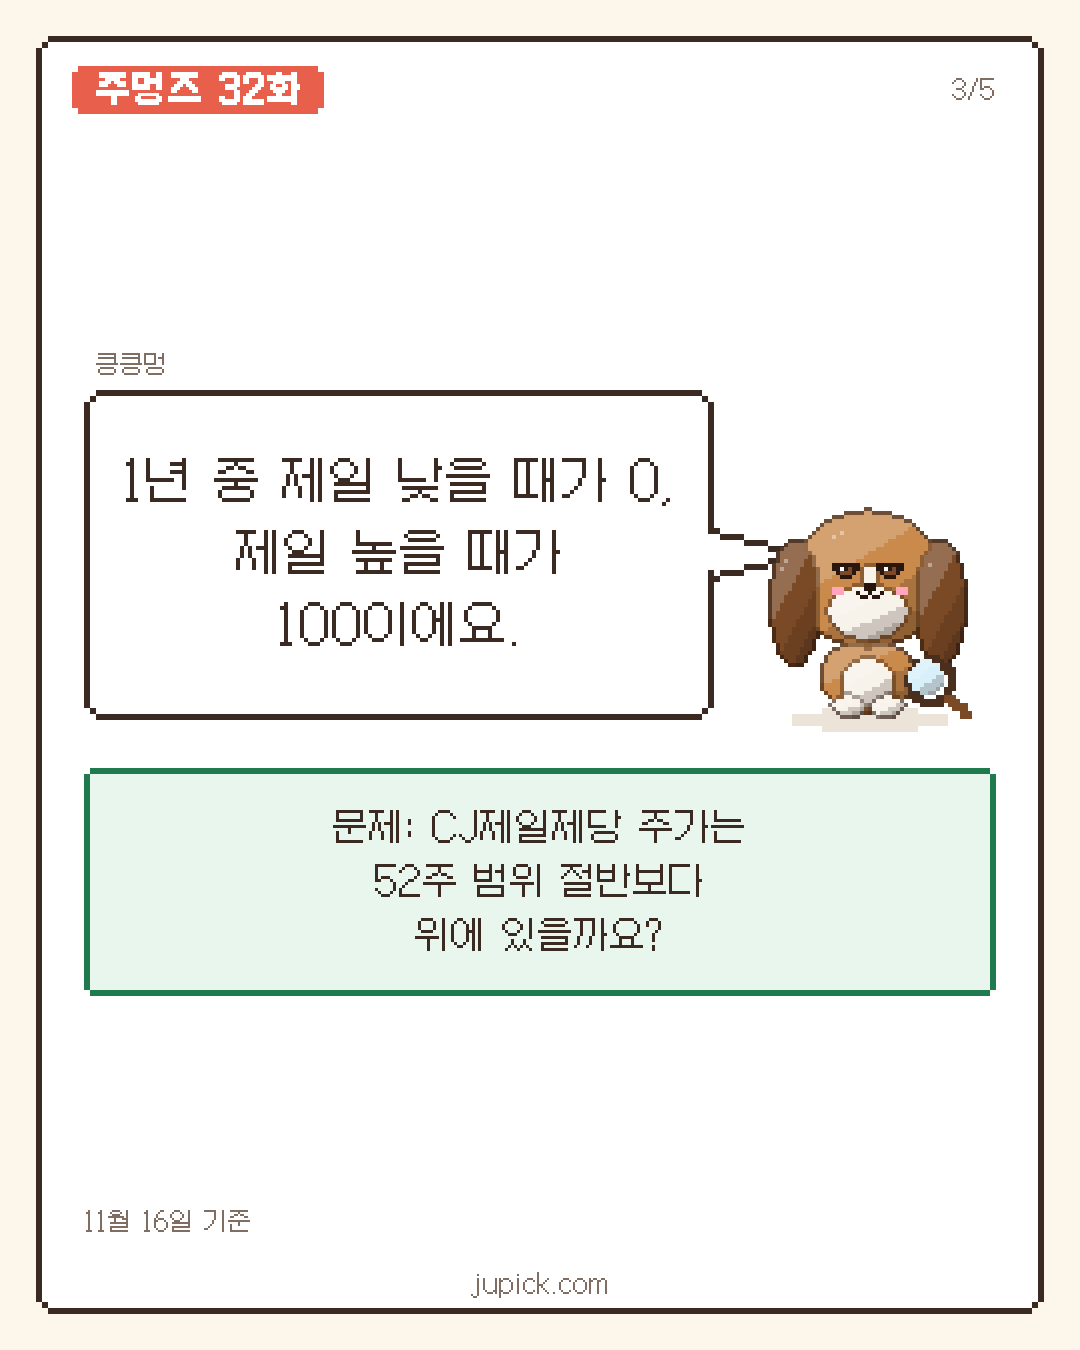 주멍즈 32화
3/5
킁킁멍
1년 중 제일 낮을 때가 0,
제일 높을 때가
100이에요.
문제: CJ제일제당 주가는
52주 범위 절반보다
위에 있을까요?
11월 16일 기준
jupick.com